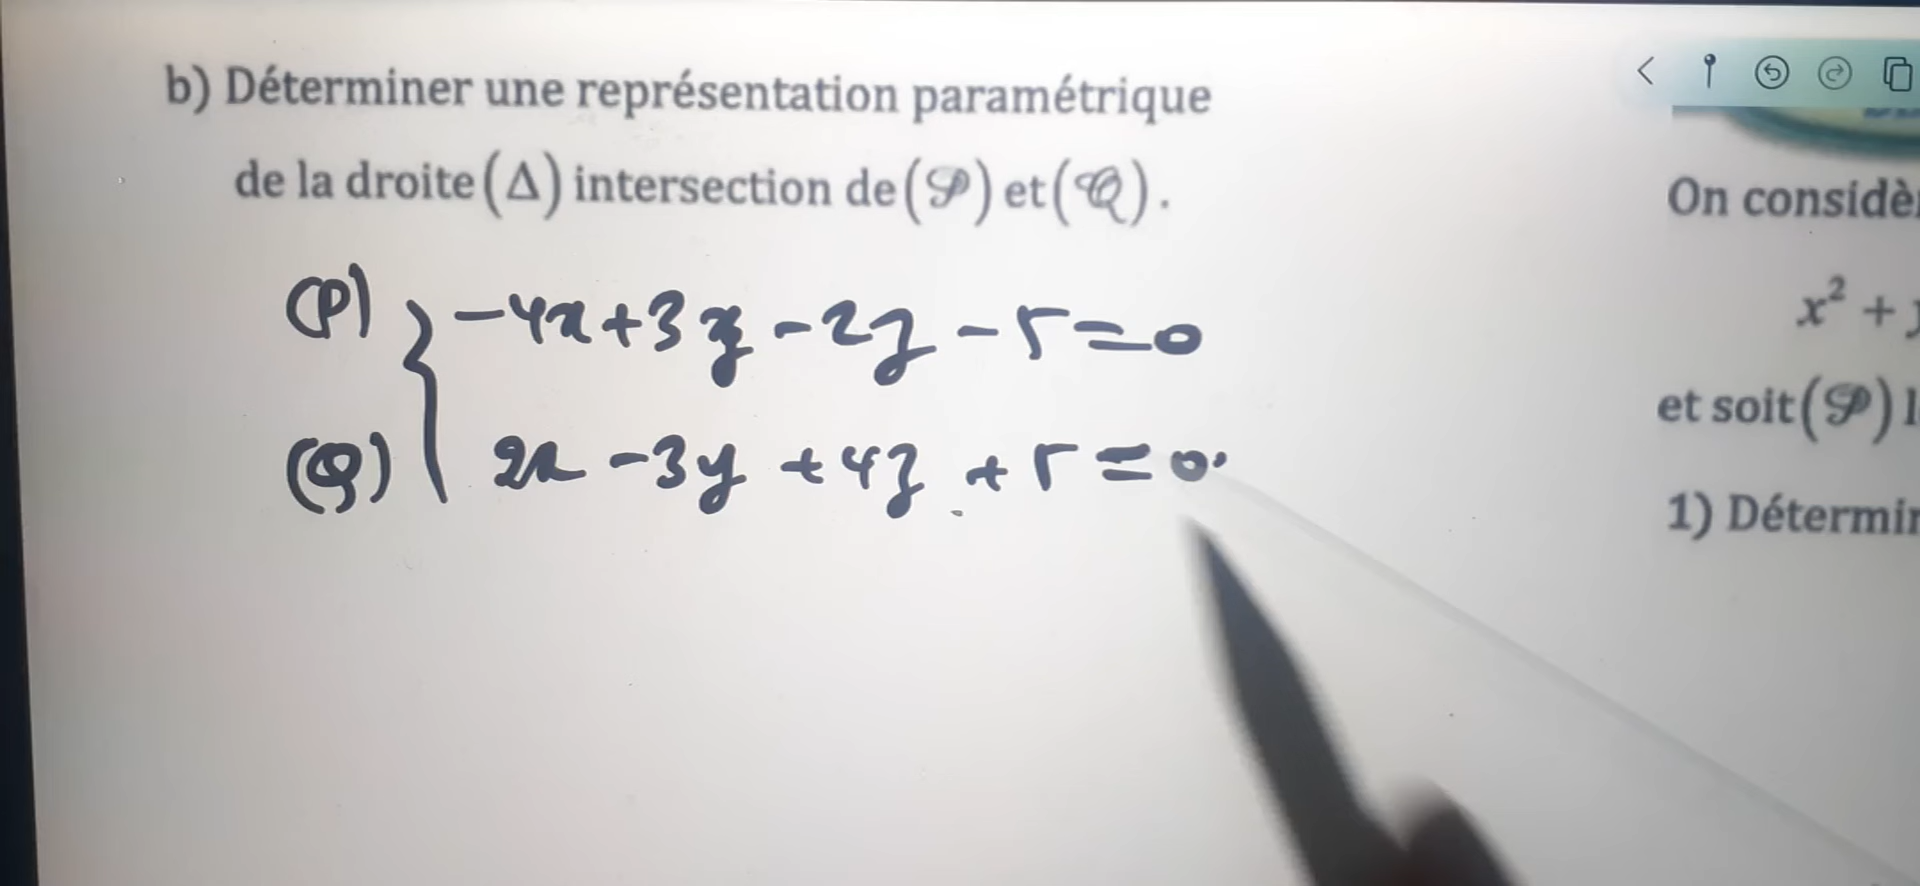 b) Déterminer une représentation paramétrique
de la droite (Δ) intersection de (𝒫) et (𝒬).
(P) { -4x + 3y - 2z - 5 = 0
(Q) 2x - 3y + 4z + 5 = 0
On considè
x² + y
et soit (𝒫) l
1) Détermin